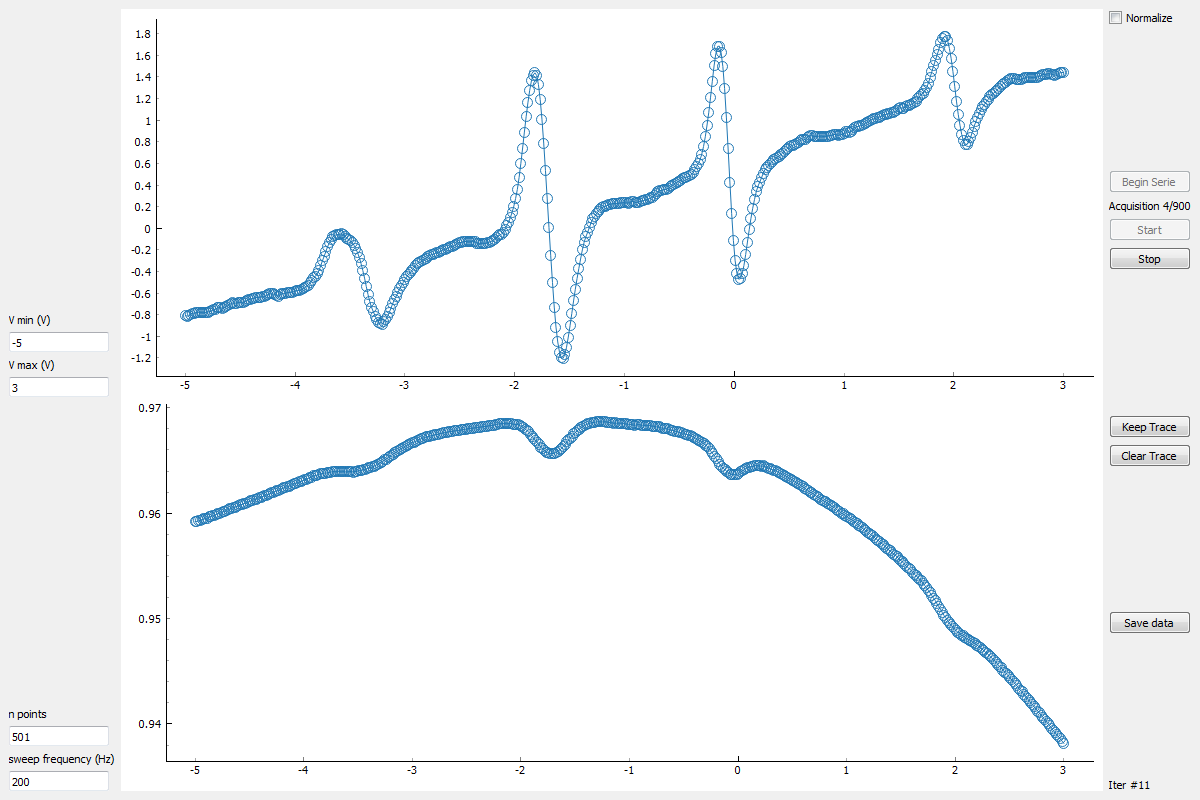 Normalize
1.8
1.6
1.4
1.2
1
0.8
0.6
0.4
0.2
0
-0.2
-0.4
-0.6
-0.8
-1
-1.2
-5 -4 -3 -2 -1 0 1 2 3
Begin Serie
Acquisition 4/900
Start
Stop
V min (V)
-5
V max (V)
3
0.97
0.96
0.95
0.94
-5 -4 -3 -2 -1 0 1 2 3
Keep Trace
Clear Trace
Save data
n points
501
sweep frequency (Hz)
200
Iter #11